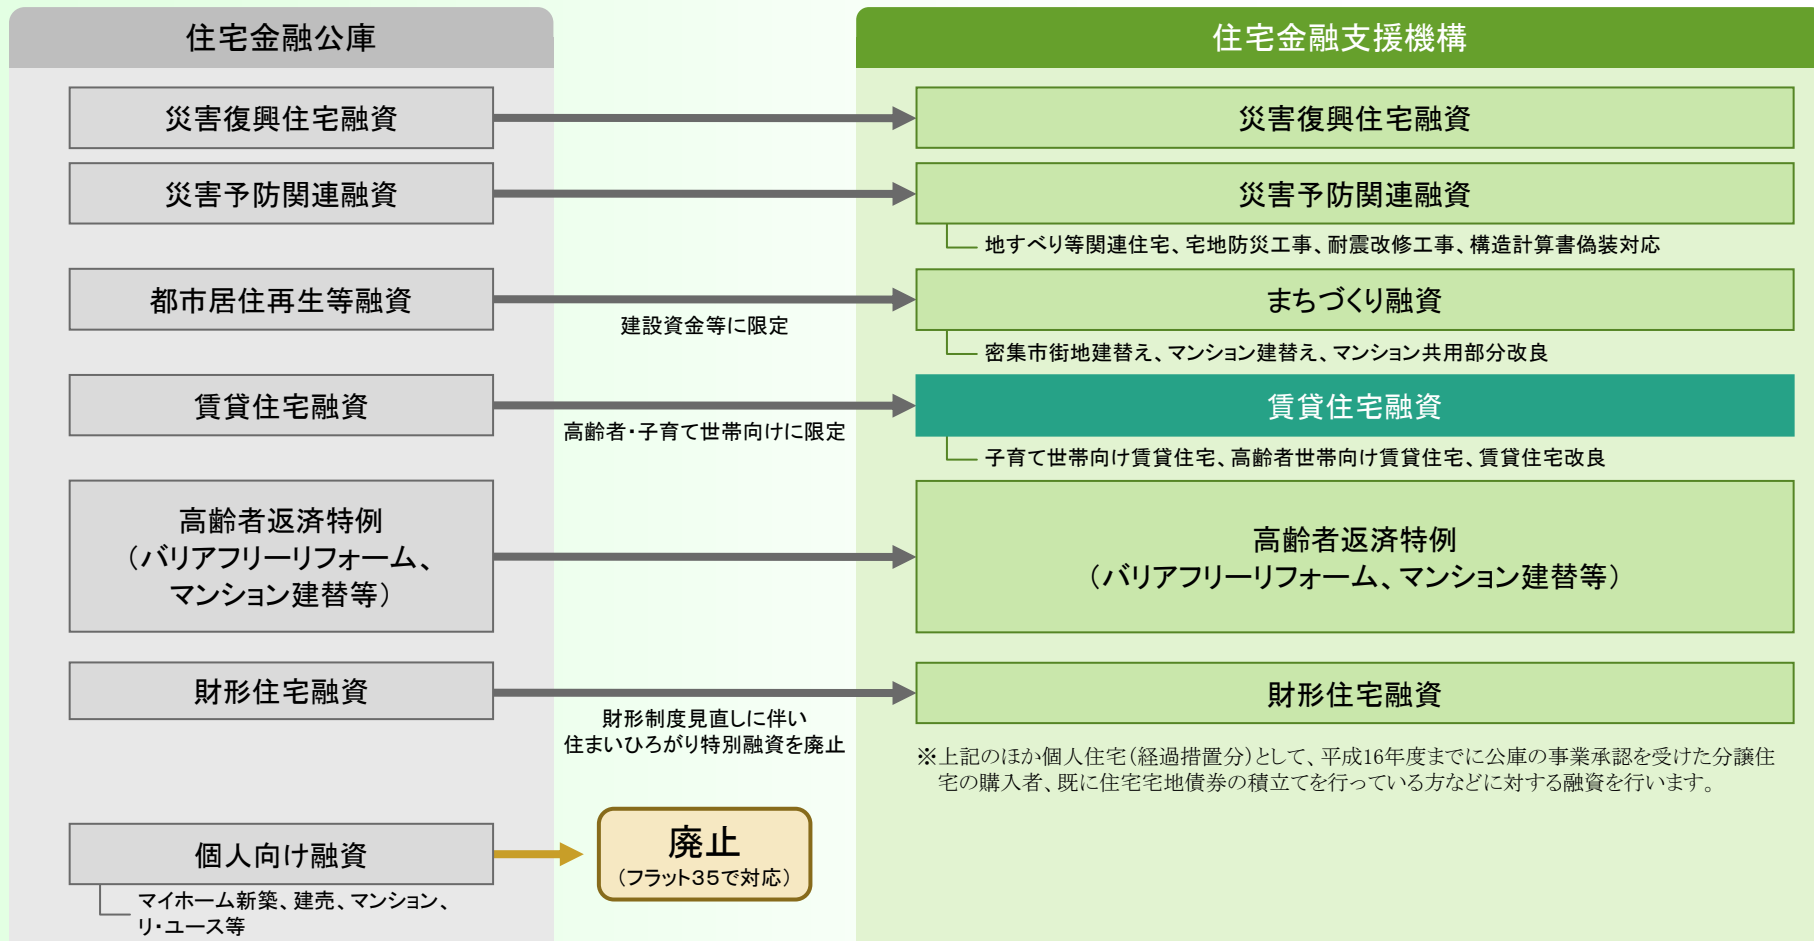 住宅金融公庫
住宅金融支援機構
災害復興住宅融資
災害復興住宅融資
災害予防関連融資
災害予防関連融資
地すべり等関連住宅、宅地防災工事、耐震改修工事、構造計算書偽装対応
都市居住再生等融資
建設資金等に限定
まちづくり融資
密集市街地建替え、マンション建替え、マンション共用部分改良
賃貸住宅融資
高齢者・子育て世帯向けに限定
賃貸住宅融資
子育て世帯向け賃貸住宅、高齢者世帯向け賃貸住宅、賃貸住宅改良
高齢者返済特例
（バリアフリーリフォーム、
マンション建替等）
高齢者返済特例
（バリアフリーリフォーム、マンション建替等）
財形住宅融資
財形制度見直しに伴い
住まいひろがり特別融資を廃止
財形住宅融資
※上記のほか個人住宅（経過措置分）として、平成16年度までに公庫の事業承認を受けた分譲住
宅の購入者、既に住宅宅地債券の積立てを行っている方などに対する融資を行います。
個人向け融資
廃止
（フラット35で対応）
マイホーム新築、建売、マンション、
リ・ユース等